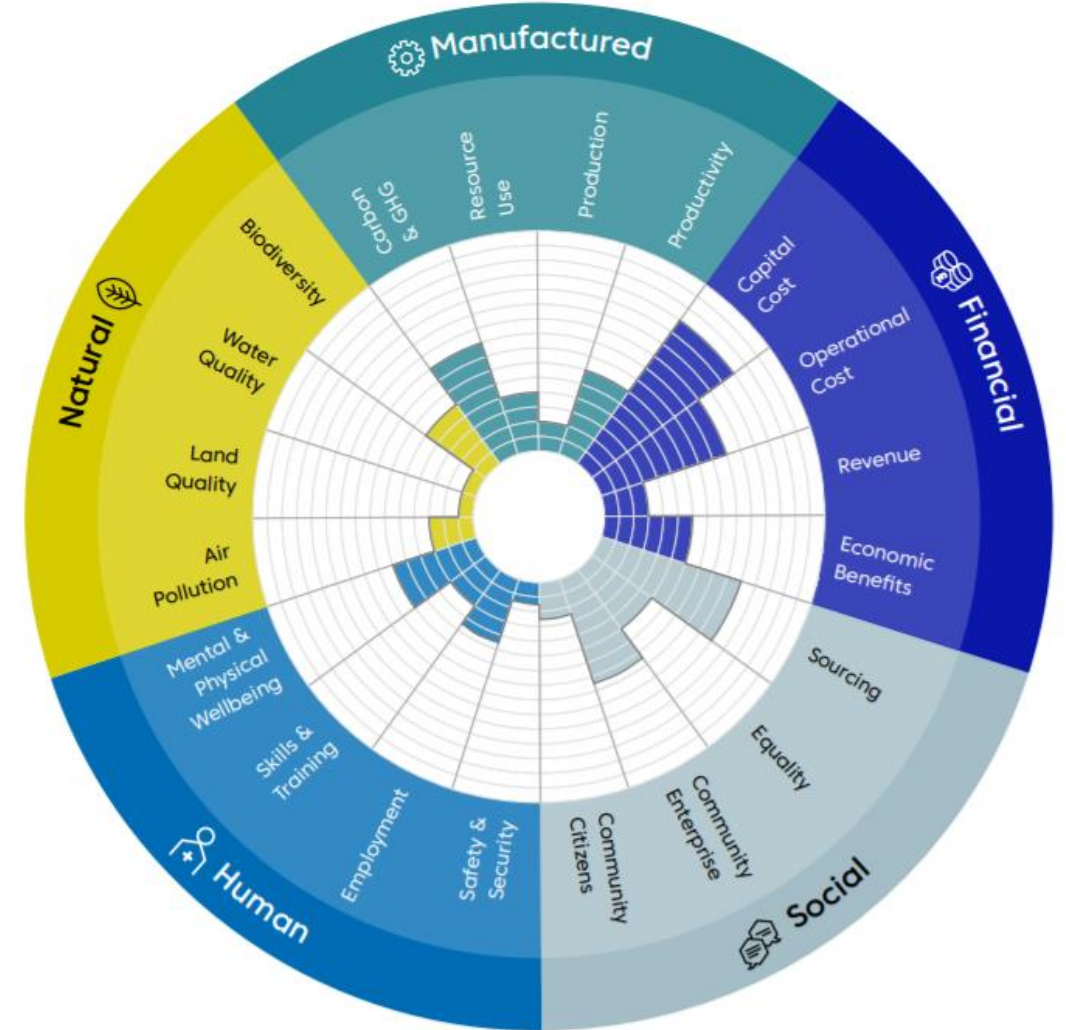 Manufactured
Carbon
& GHG
Resource
Use
Production
Productivity
Financial
Capital
Cost
Operational
Cost
Revenue
Economic
Benefits
Social
Sourcing
Equality
Community
Enterprise
Community
Citizens
Human
Safety &
Security
Employment
Skills &
Training
Mental &
Physical
Wellbeing
Natural
Air
Pollution
Land
Quality
Water
Quality
Biodiversity